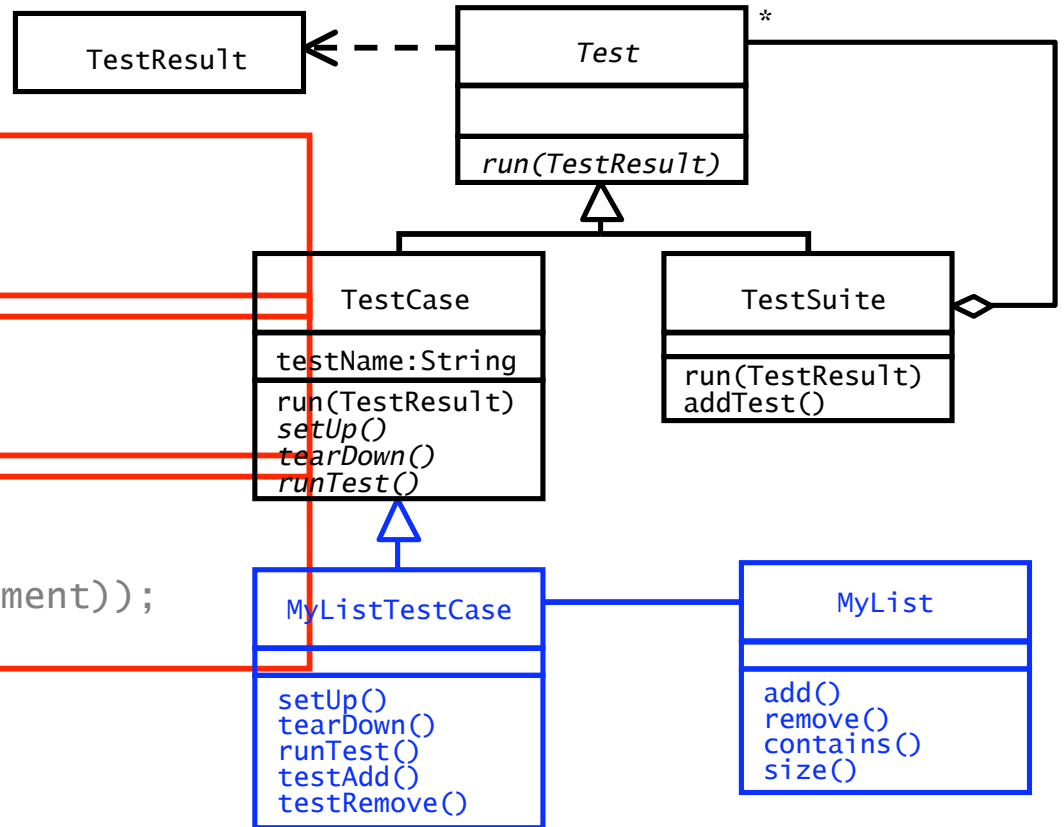 *
TestResult
Test
run(TestResult)
TestCase
testName:String
run(TestResult)
setUp()
tearDown()
runTest()
TestSuite
run(TestResult)
addTest()
ment));
MyListTestCase
setUp()
tearDown()
runTest()
testAdd()
testRemove()
MyList
add()
remove()
contains()
size()